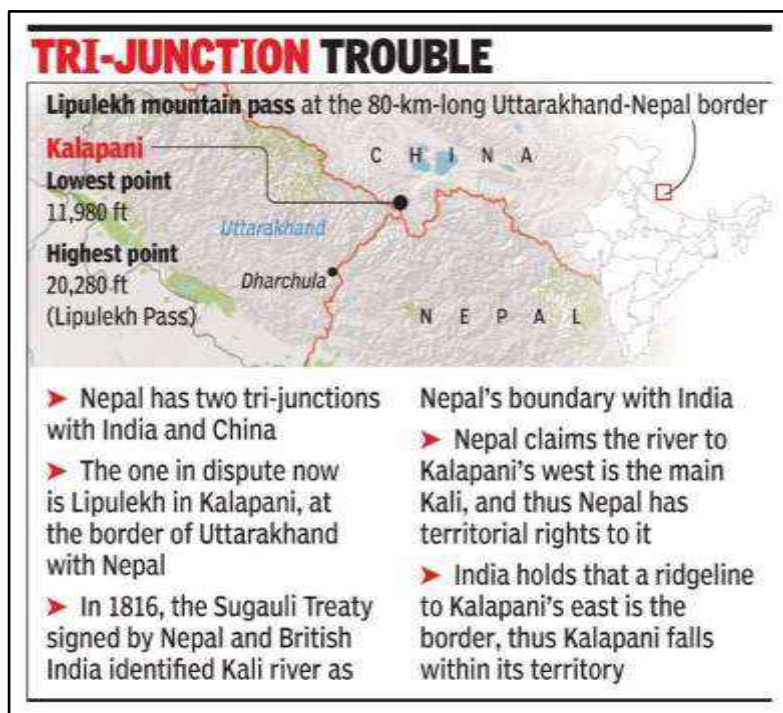 TRI-JUNCTION TROUBLE
Lipulekh mountain pass at the 80-km-long Uttarakhand-Nepal border
Kalapani
Lowest point
11,980 ft
Highest point
20,280 ft
(Lipulekh Pass)
CHINA
Uttarakhand
Dharchula
NEPAL
➤ Nepal has two tri-junctions
with India and China
➤ The one in dispute now
is Lipulekh in Kalapani, at
the border of Uttarakhand
with Nepal
➤ In 1816, the Sugauli Treaty
signed by Nepal and British
India identified Kali river as
Nepal's boundary with India
➤ Nepal claims the river to
Kalapani's west is the main
Kali, and thus Nepal has
territorial rights to it
➤ India holds that a ridgeline
to Kalapani's east is the
border, thus Kalapani falls
within its territory